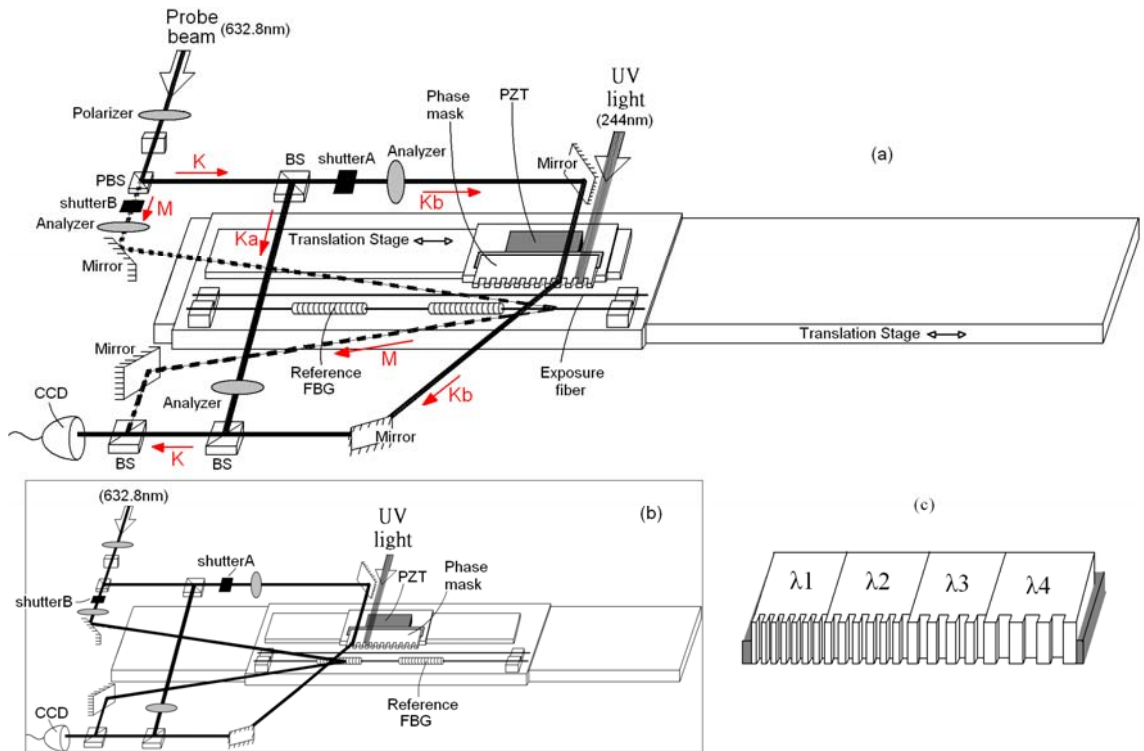 Probe
beam
(632.8nm)
Polarizer
PBS
shutterB
Analyzer
Mirror
K
M
BS
shutterA
Analyzer
Kb
Ka
Phase
mask
PZT
UV
light
(244nm)
Mirror
(a)
Translation Stage
Translation Stage
Mirror
Reference
FBG
M
Exposure
fiber
Kb
CCD
Analyzer
K
BS
BS
Mirror
(632.8nm)
(b)
UV
light
shutterA
PZT
Phase
mask
shutterB
Reference
FBG
CCD
(c)
λ1 λ2 λ3 λ4